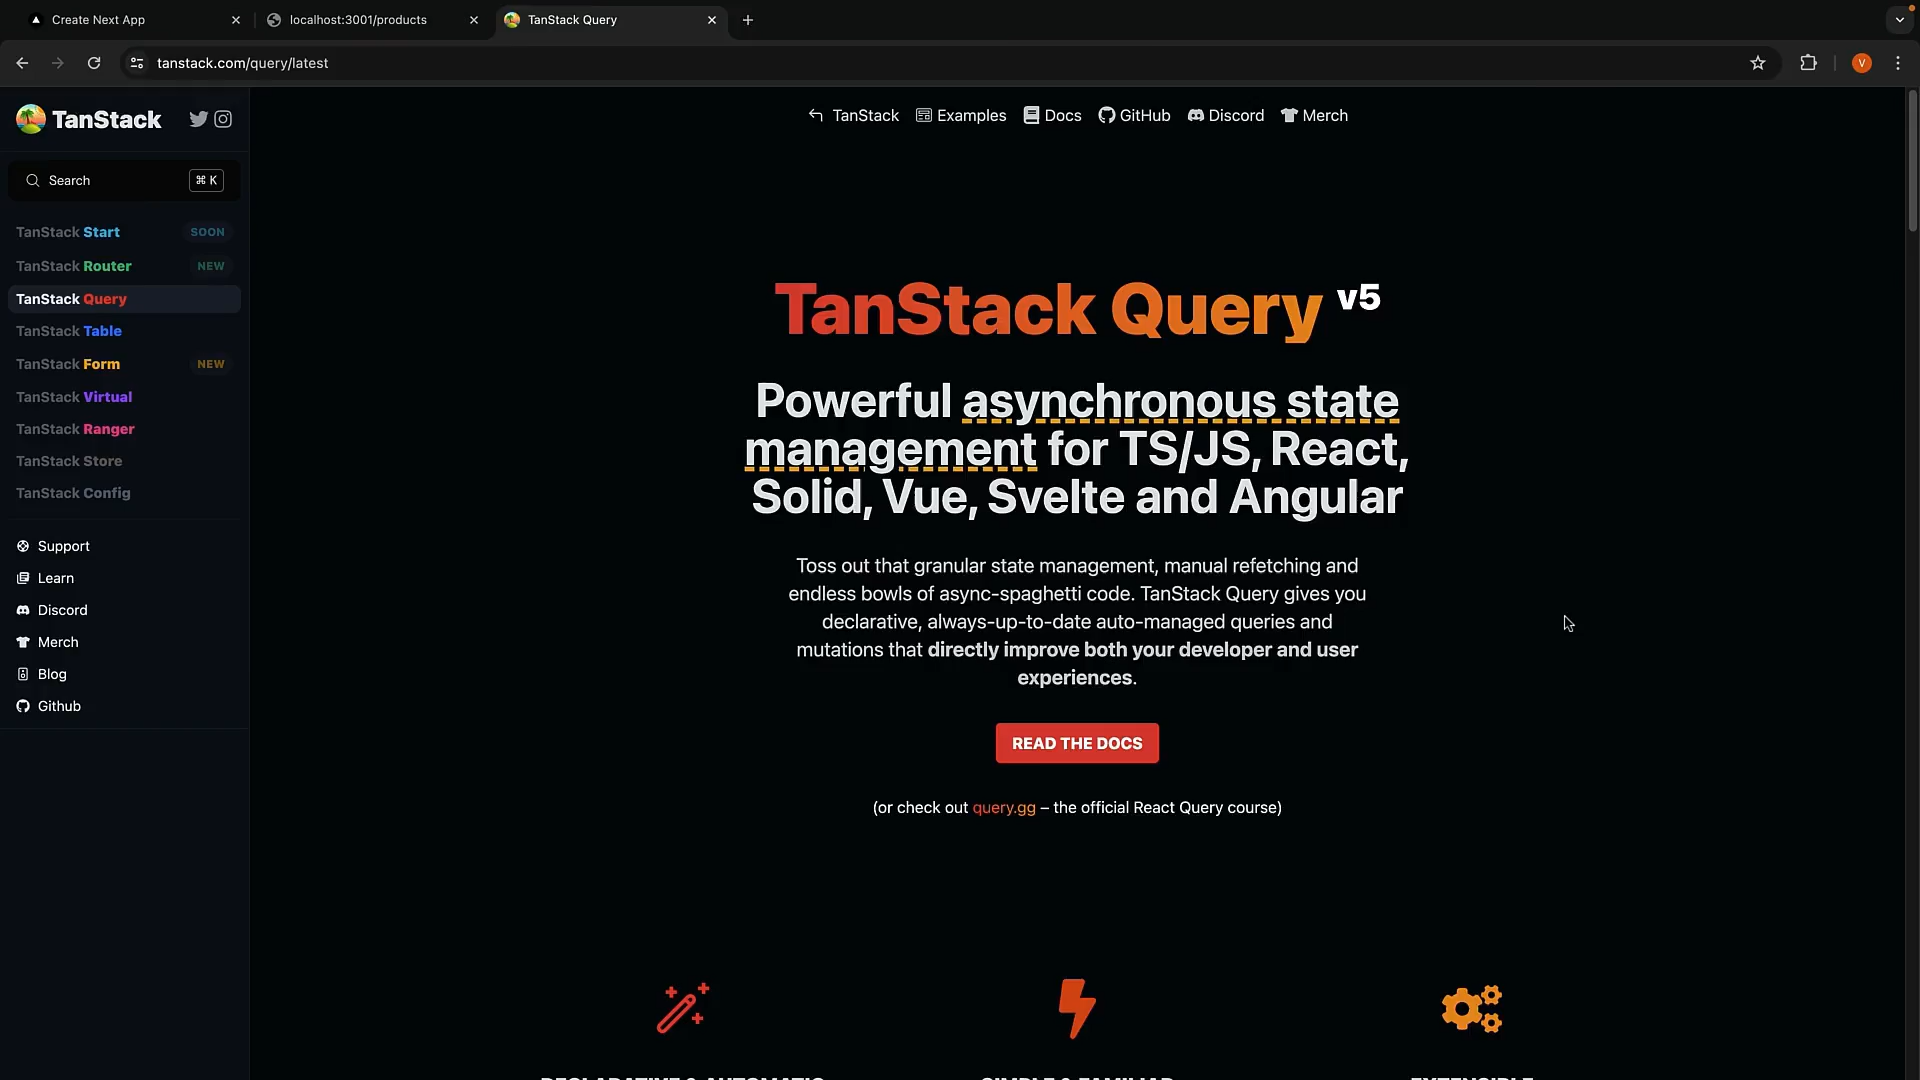 Create Next App
localhost:3001/products
TanStack Query
tanstack.com/query/latest
V
TanStack
Search
⌘ K
TanStack Start SOON
TanStack Router NEW
TanStack Query
TanStack Table
TanStack Form NEW
TanStack Virtual
TanStack Ranger
TanStack Store
TanStack Config
Support
Learn
Discord
Merch
Blog
Github
TanStack Examples Docs GitHub Discord Merch
TanStack Query v5
Powerful asynchronous state
management for TS/JS, React,
Solid, Vue, Svelte and Angular
Toss out that granular state management, manual refetching and
endless bowls of async-spaghetti code. TanStack Query gives you
declarative, always-up-to-date auto-managed queries and
mutations that directly improve both your developer and user
experiences.
READ THE DOCS
(or check out query.gg – the official React Query course)
DECLARATIVE & AUTOMATIC
SIMPLE & FAMILIAR
EXTENSIBLE